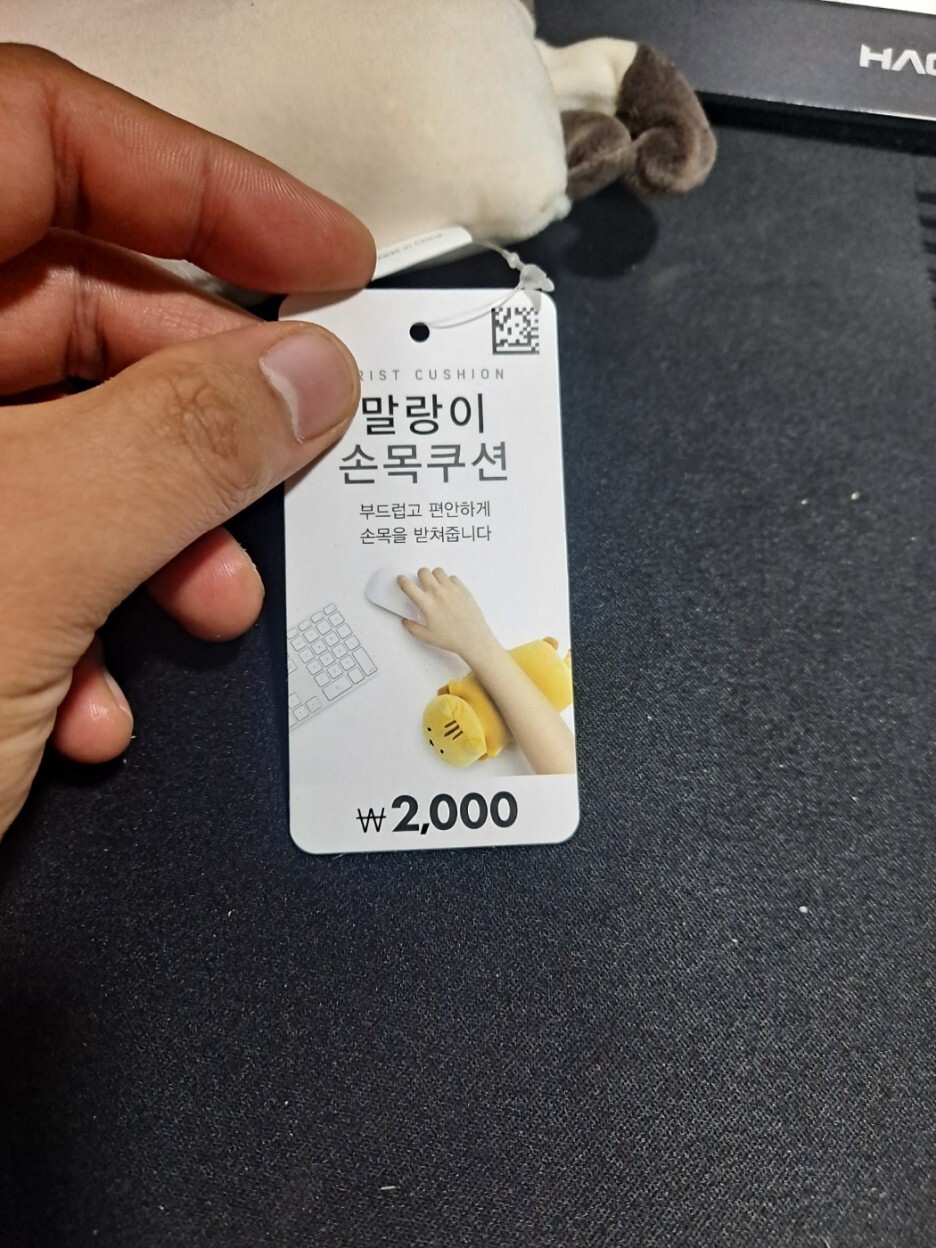 HAC
CUSHION
말랑이
손목쿠션
부드럽고 편안하게
손목을 받쳐줍니다
₩2,000